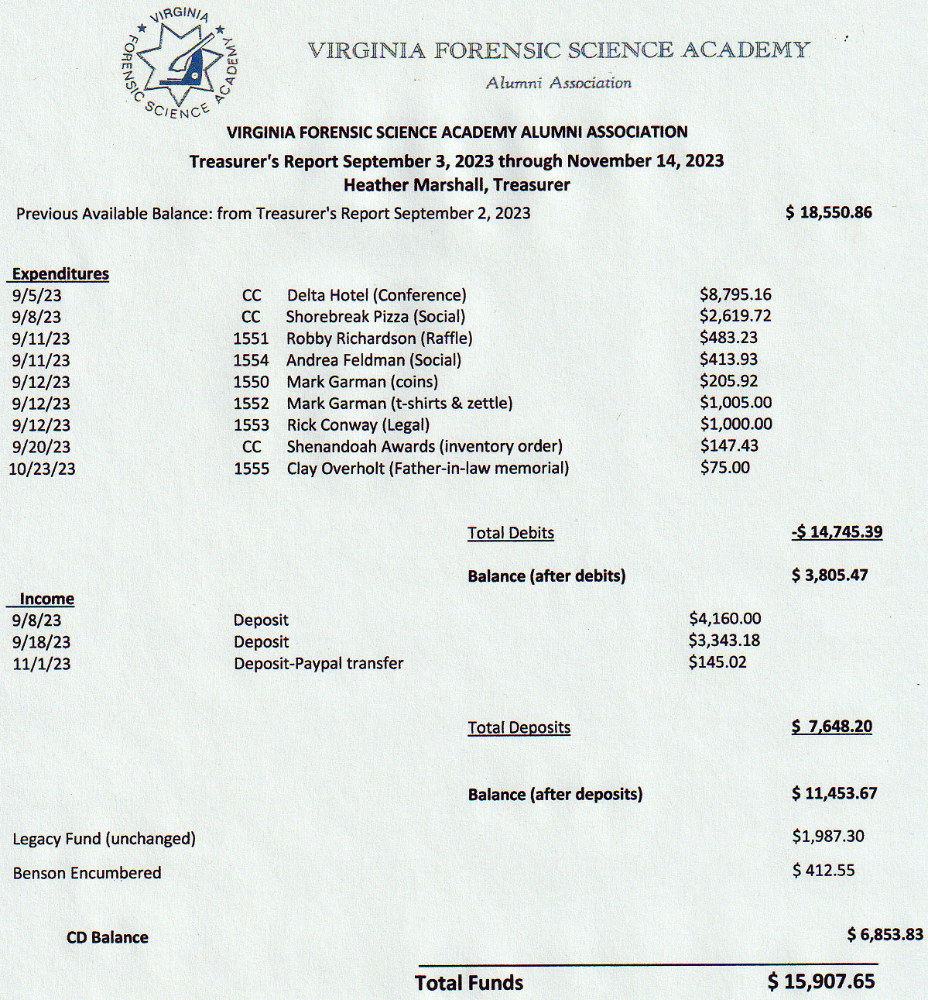 ★ VIRGINIA ★
FORENSIC SCIENCE ACADEMY
VIRGINIA FORENSIC SCIENCE ACADEMY
Alumni Association
VIRGINIA FORENSIC SCIENCE ACADEMY ALUMNI ASSOCIATION
Treasurer's Report September 3, 2023 through November 14, 2023
Heather Marshall, Treasurer
Previous Available Balance: from Treasurer's Report September 2, 2023 $ 18,550.86
Expenditures
9/5/23 CC Delta Hotel (Conference) $8,795.16
9/8/23 CC Shorebreak Pizza (Social) $2,619.72
9/11/23 1551 Robby Richardson (Raffle) $483.23
9/11/23 1554 Andrea Feldman (Social) $413.93
9/12/23 1550 Mark Garman (coins) $205.92
9/12/23 1552 Mark Garman (t-shirts & zettle) $1,005.00
9/12/23 1553 Rick Conway (Legal) $1,000.00
9/20/23 CC Shenandoah Awards (inventory order) $147.43
10/23/23 1555 Clay Overholt (Father-in-law memorial) $75.00
Total Debits -$ 14,745.39
Balance (after debits) $ 3,805.47
Income
9/8/23 Deposit $4,160.00
9/18/23 Deposit $3,343.18
11/1/23 Deposit-Paypal transfer $145.02
Total Deposits $ 7,648.20
Balance (after deposits) $ 11,453.67
Legacy Fund (unchanged) $1,987.30
Benson Encumbered $ 412.55
CD Balance $ 6,853.83
Total Funds $ 15,907.65